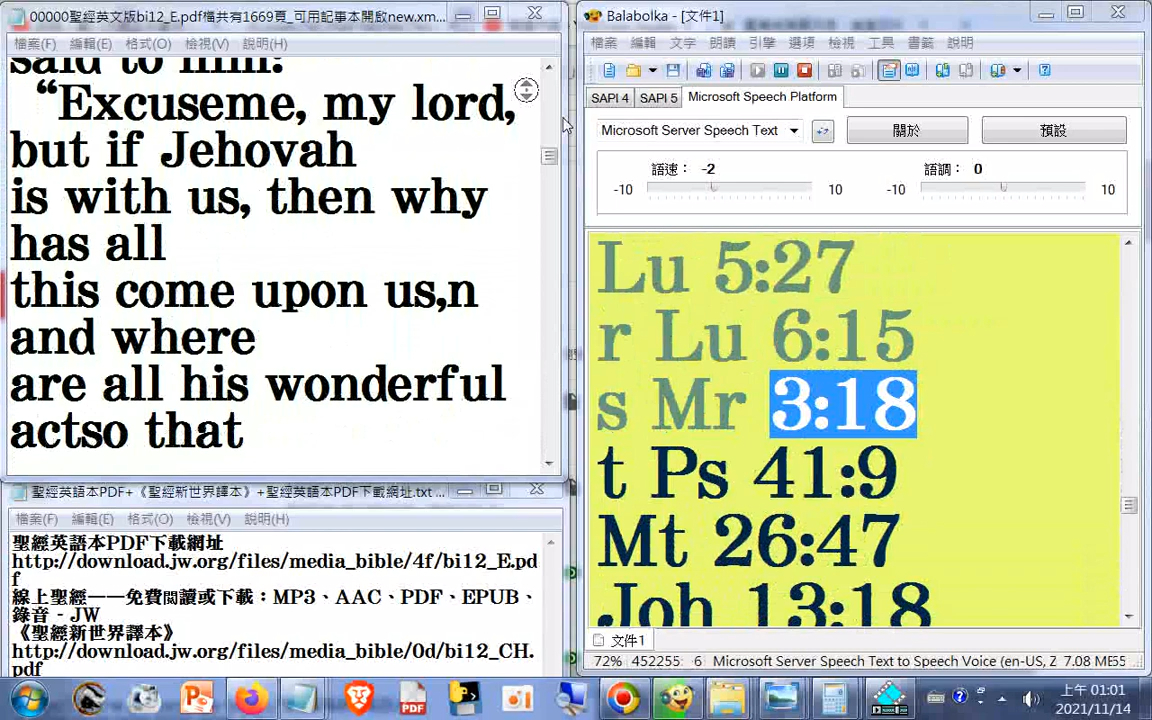 00000聖經英文版bi12_E.pdf檔共有1669頁_可用記事本開啟new.xm...
檔案(F) 編輯(E) 格式(O) 檢視(V) 說明(H)
said to him:
“Excuseme, my lord,
but if Jehovah
is with us, then why
has all
this come upon us,n
and where
are all his wonderful
actso that
聖經英語本PDF+《聖經新世界譯本》+聖經英語本PDF下載網址.txt ...
檔案(F) 編輯(E) 格式(O) 檢視(V) 說明(H)
聖經英語本PDF下載網址
http://download.jw.org/files/media_bible/4f/bi12_E.pd
f
線上聖經——免費閱讀或下載：MP3、AAC、PDF、EPUB、
錄音 - JW
《聖經新世界譯本》
http://download.jw.org/files/media_bible/0d/bi12_CH.
pdf
Balabolka - [文件1]
檔案 編輯 文字 朗讀 引擎 選項 檢視 工具 書籤 說明
SAPI 4 SAPI 5 Microsoft Speech Platform
Microsoft Server Speech Text 關於 預設
語速： -2 語調： 0
-10 10 -10 10
Lu 5:27
r Lu 6:15
s Mr 3:18
t Ps 41:9
Mt 26:47
Joh 13:18
文件1
72% 452255: 6 Microsoft Server Speech Text to Speech Voice (en-US, Z 7.08 ME55
PDF
上午 01:01
2021/11/14